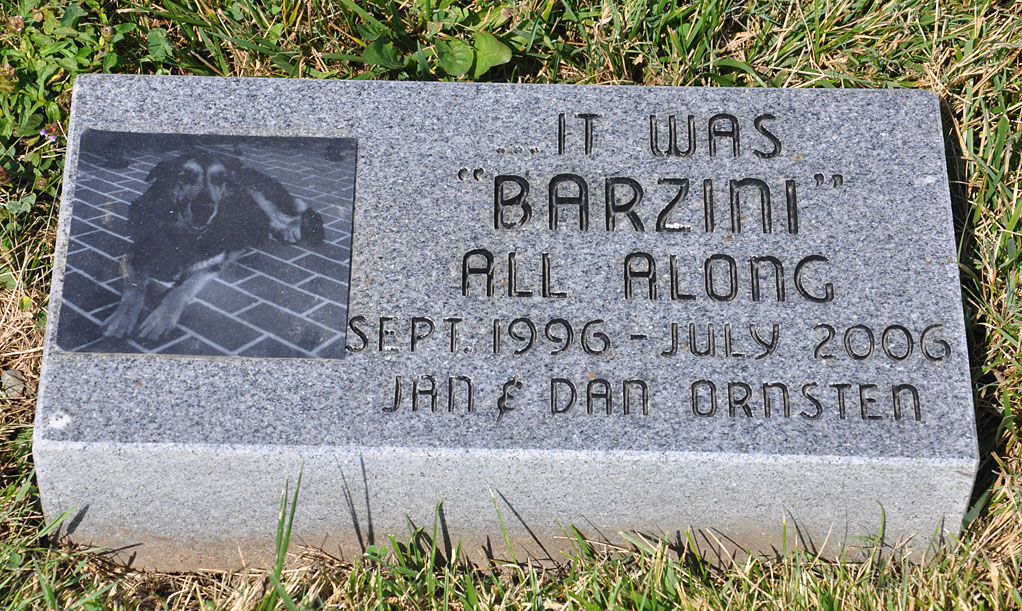 ....IT WAS
"BARZINI"
ALL ALONG
SEPT. 1996 - JULY 2006
JAN & DAN ORNSTEN